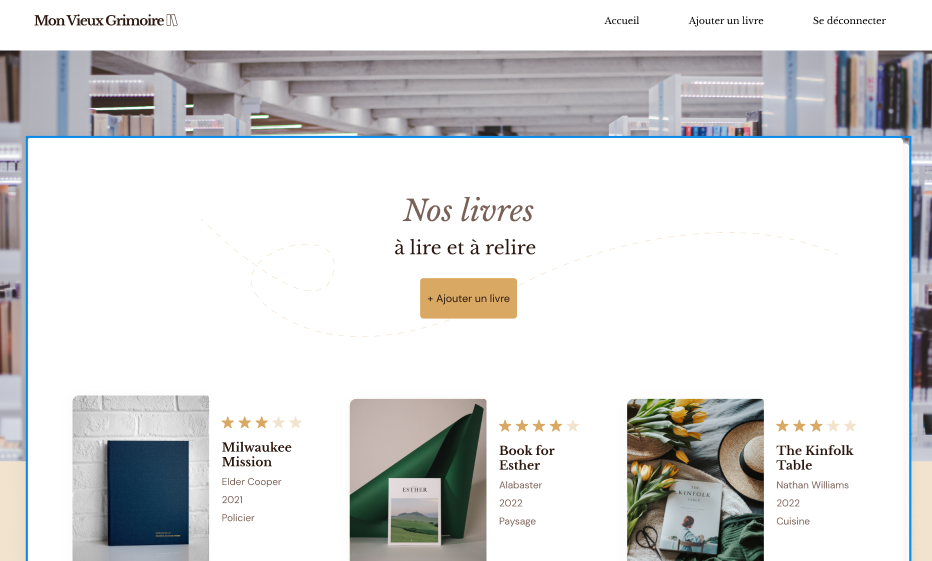 Mon Vieux Grimoire
Accueil
Ajouter un livre
Se déconnecter
Nos livres
à lire et à relire
+ Ajouter un livre
Milwaukee
Mission
Elder Cooper
2021
Policier
ESTHER
Book for
Esther
Alabaster
2022
Paysage
KINFOLK
The Kinfolk
Table
Nathan Williams
2022
Cuisine